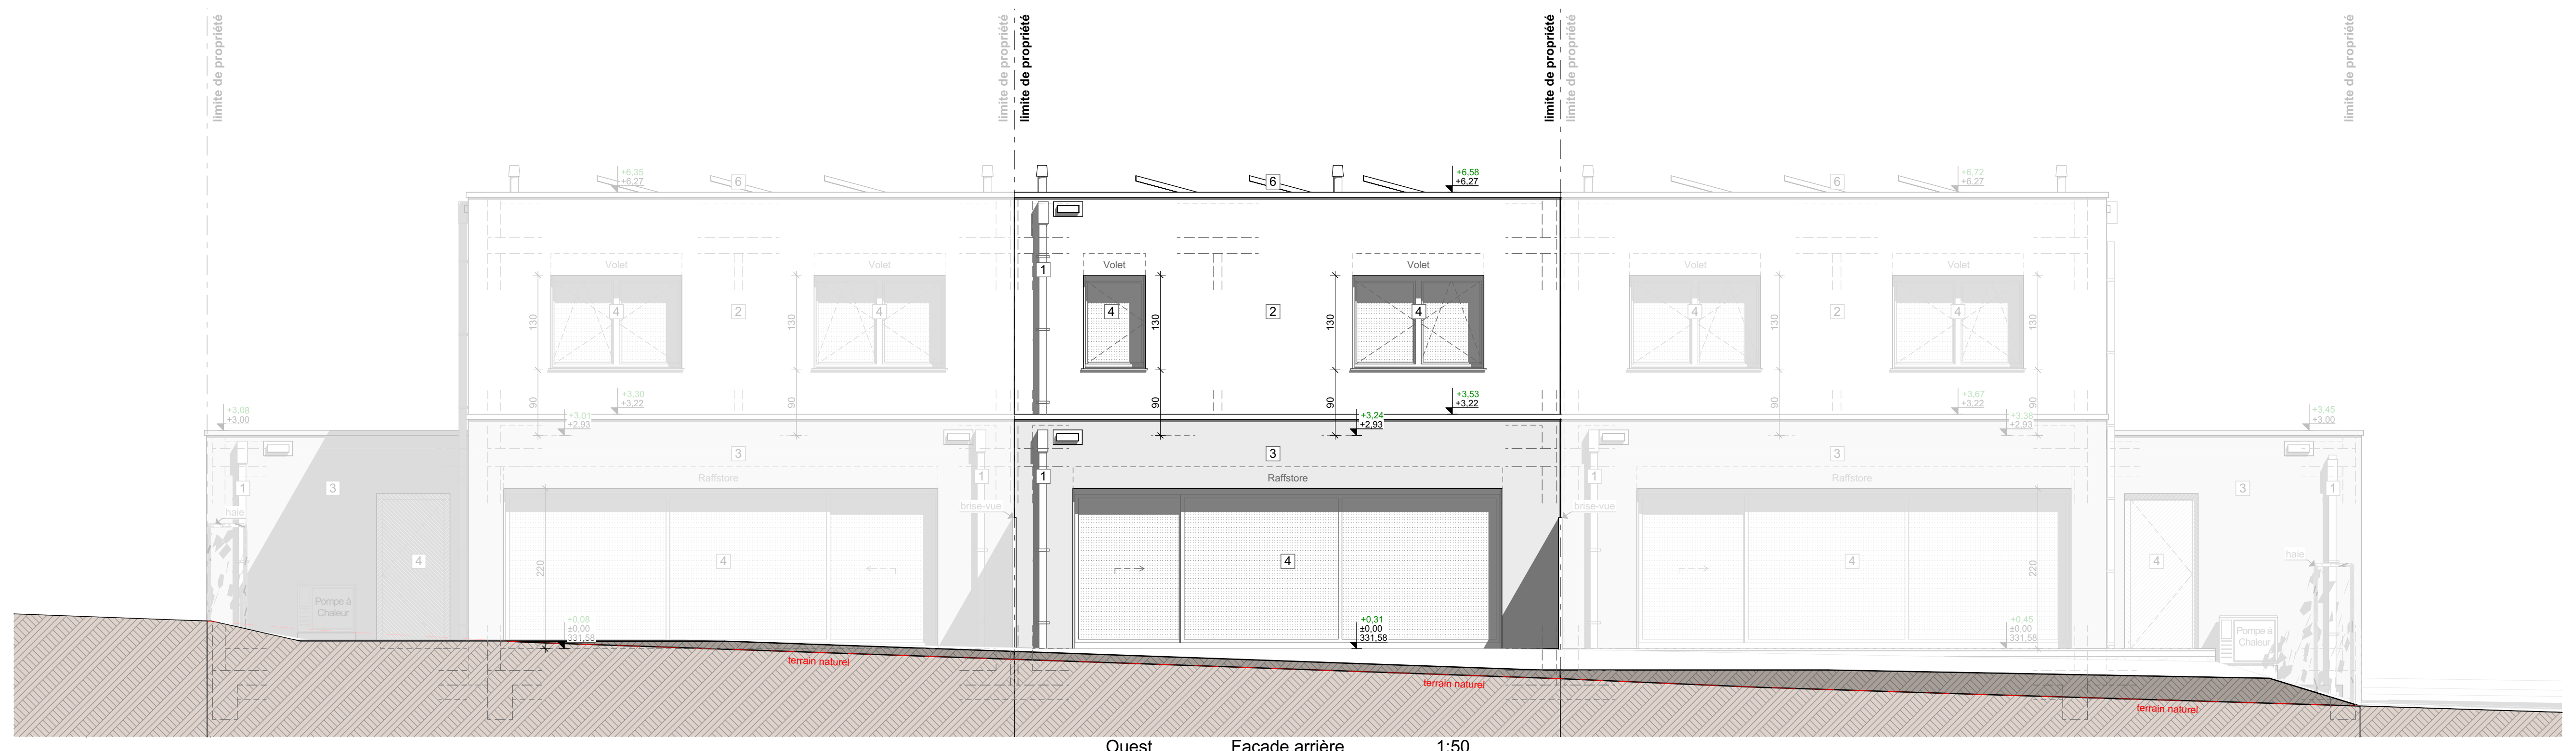 limite de propriété
limite de propriété
limite de propriété
limite de propriété
limite de propriété
limite de propriété
+6,35
+6,27
6
+6,58
+6,27
6
+6,72
+6,27
6
Volet
Volet
Volet
Volet
Volet
Volet
1
4
2
4
4
2
4
4
2
4
130
130
130
130
130
130
90
90
90
90
90
90
+3,30
+3,22
+3,53
+3,22
+3,67
+3,22
+3,08
+3,00
+3,01
+2,93
+3,24
+2,93
+3,38
+2,93
+3,45
+3,00
3
3
3
Raffstore
Raffstore
Raffstore
1
3
1
1
1
3
1
haie
brise-vue
brise-vue
haie
4
4
4
4
4
220
220
Pompe à
Chaleur
+0,08
±0,00
331,58
+0,31
±0,00
331,58
+0,45
±0,00
331,58
Pompe à
Chaleur
terrain naturel
terrain naturel
terrain naturel
Ouest Façade arrière 1:50